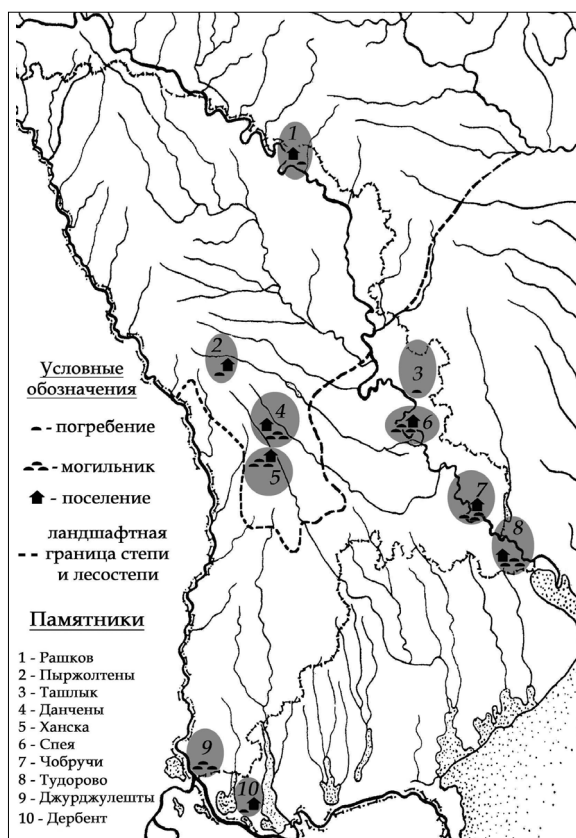 1
2
3
4
5
6
7
8
9
10
Условные
обозначения
- погребение
- могильник
- поселение
ландшафтная
- граница степи
и лесостепи
Памятники
1 - Рашков
2 - Пыржолтены
3 - Ташлык
4 - Данчены
5 - Ханска
6 - Спея
7 - Чобручи
8 - Тудорово
9 - Джурджулешты
10 - Дербент